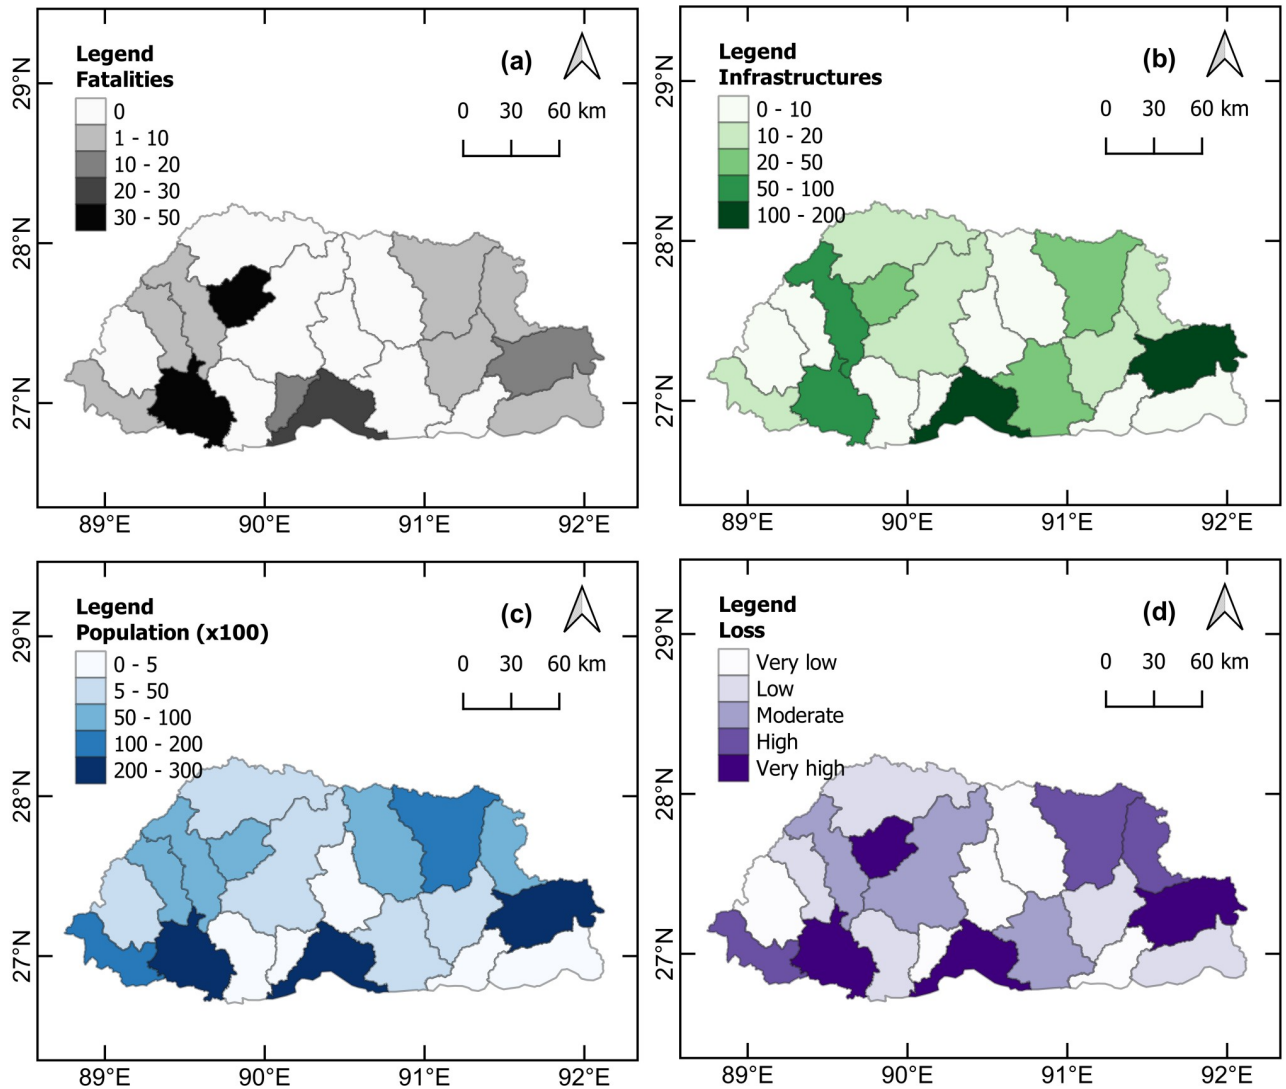 Legend
Fatalities
(a)
0
1 - 10
10 - 20
20 - 30
30 - 50
0 30 60 km
29°N
28°N
27°N
89°E 90°E 91°E 92°E
Legend
Infrastructures
(b)
0 - 10
10 - 20
20 - 50
50 - 100
100 - 200
0 30 60 km
29°N
28°N
27°N
89°E 90°E 91°E 92°E
Legend
Population (x100)
(c)
0 - 5
5 - 50
50 - 100
100 - 200
200 - 300
0 30 60 km
29°N
28°N
27°N
89°E 90°E 91°E 92°E
Legend
Loss
(d)
Very low
Low
Moderate
High
Very high
0 30 60 km
29°N
28°N
27°N
89°E 90°E 91°E 92°E